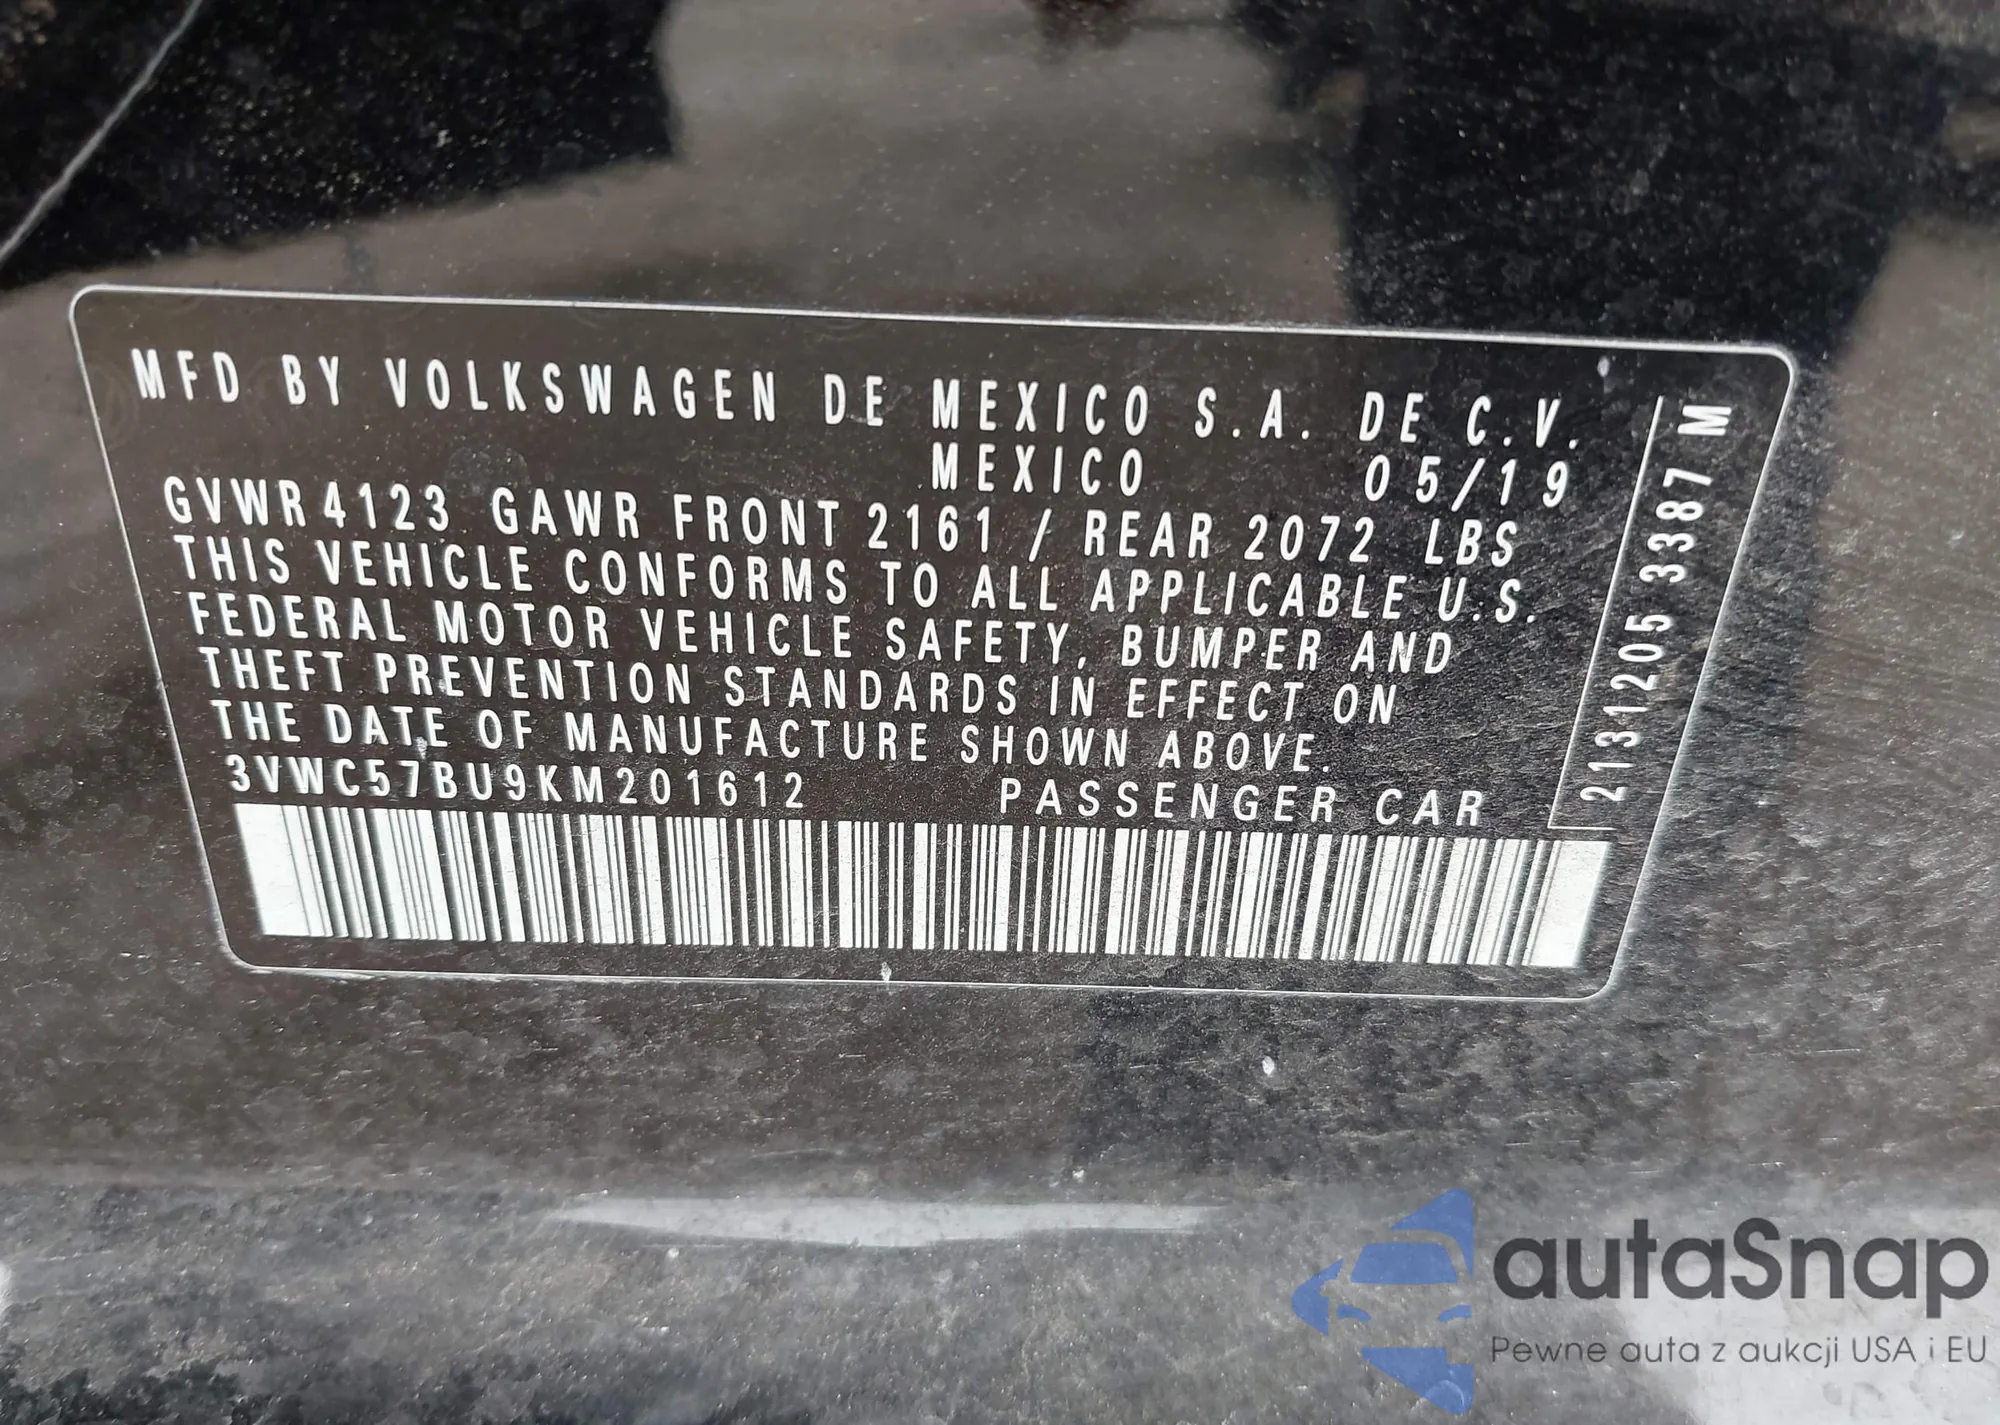 MFD BY VOLKSWAGEN DE MEXICO S.A. DE C.V.
MEXICO 05/19
GVWR 4123 GAWR FRONT 2161 / REAR 2072 LBS
THIS VEHICLE CONFORMS TO ALL APPLICABLE U.S.
FEDERAL MOTOR VEHICLE SAFETY, BUMPER AND
THEFT PREVENTION STANDARDS IN EFFECT ON
THE DATE OF MANUFACTURE SHOWN ABOVE.
3VWC57BU9KM201612 PASSENGER CAR
2131205 3387 M
autaSnap
Pewne auta z aukcji USA i EU